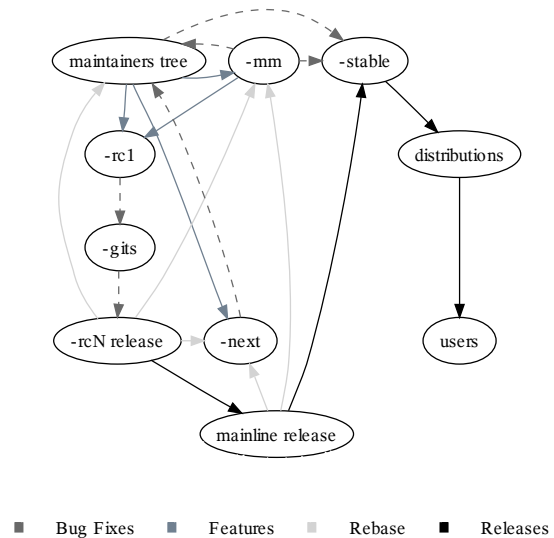 maintainers tree
-mm
-stable
-rc1
distributions
-gits
-rcN release
-next
users
mainline release
Bug Fixes
Features
Rebase
Releases